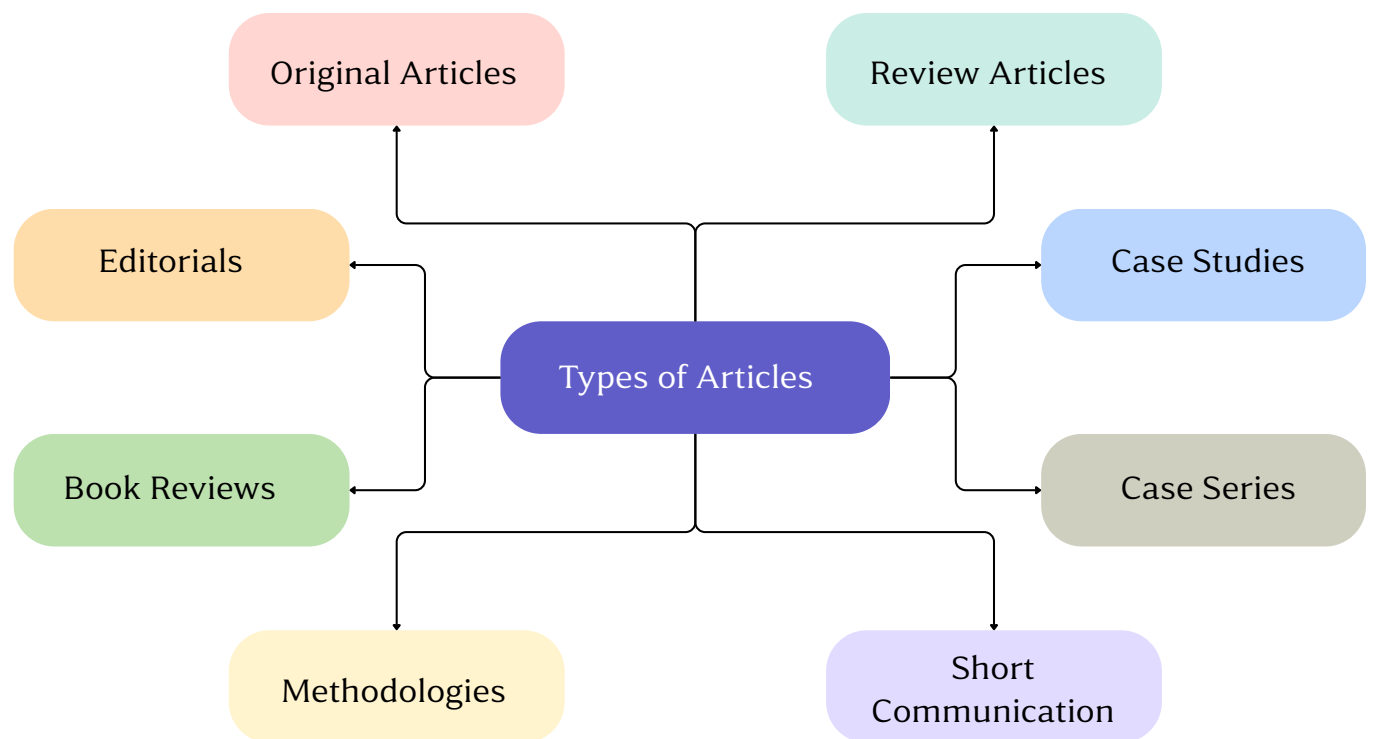 Original Articles
Review Articles
Editorials
Case Studies
Types of Articles
Book Reviews
Case Series
Methodologies
Short
Communication